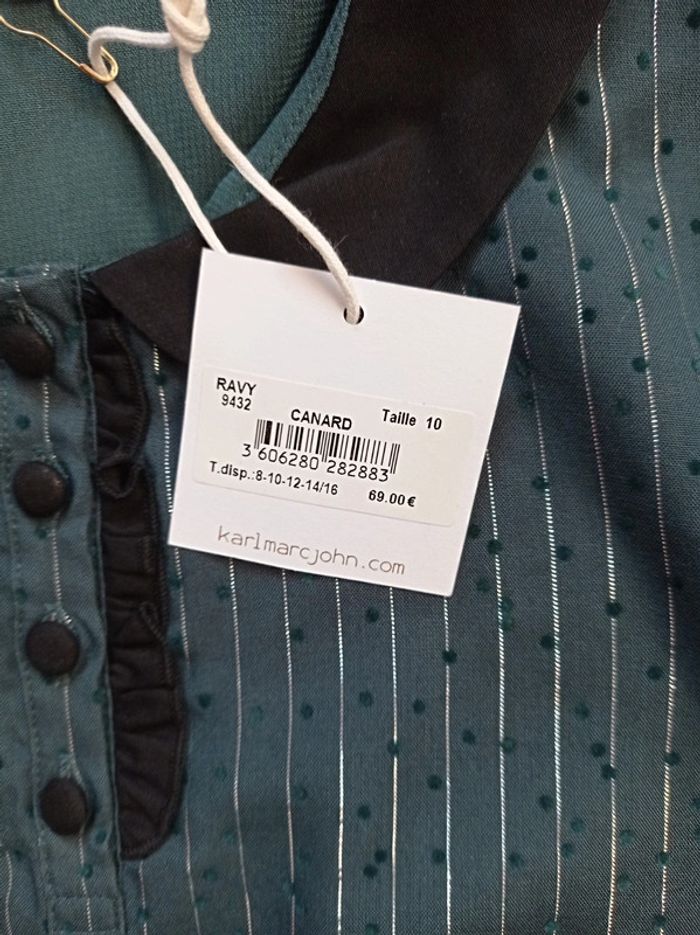 RAVY
9432
CANARD
Taille 10
3 606280 282883
T.disp.:8-10-12-14/16
69.00€
karlmarcjohn.com